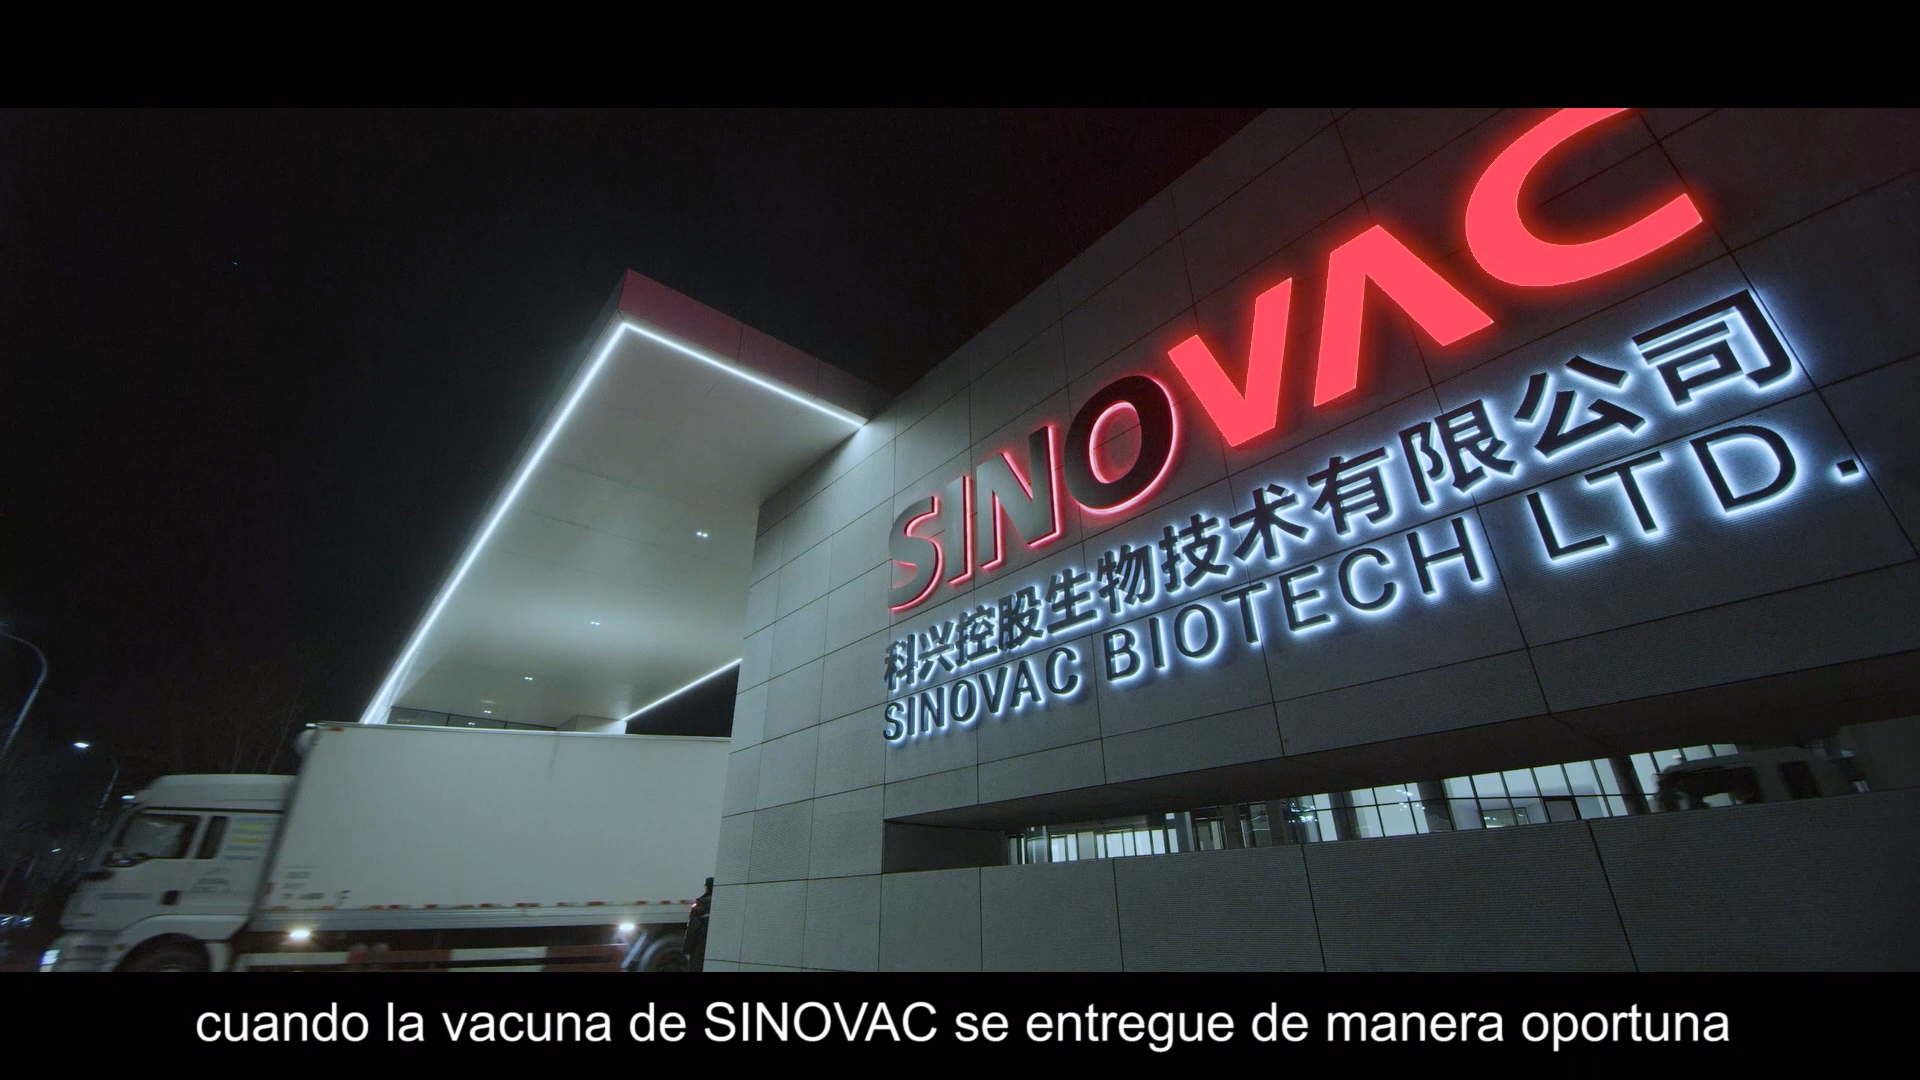 SINOVAC
科兴控股生物技术有限公司
SINOVAC BIOTECH LTD.
cuando la vacuna de SINOVAC se entregue de manera oportuna